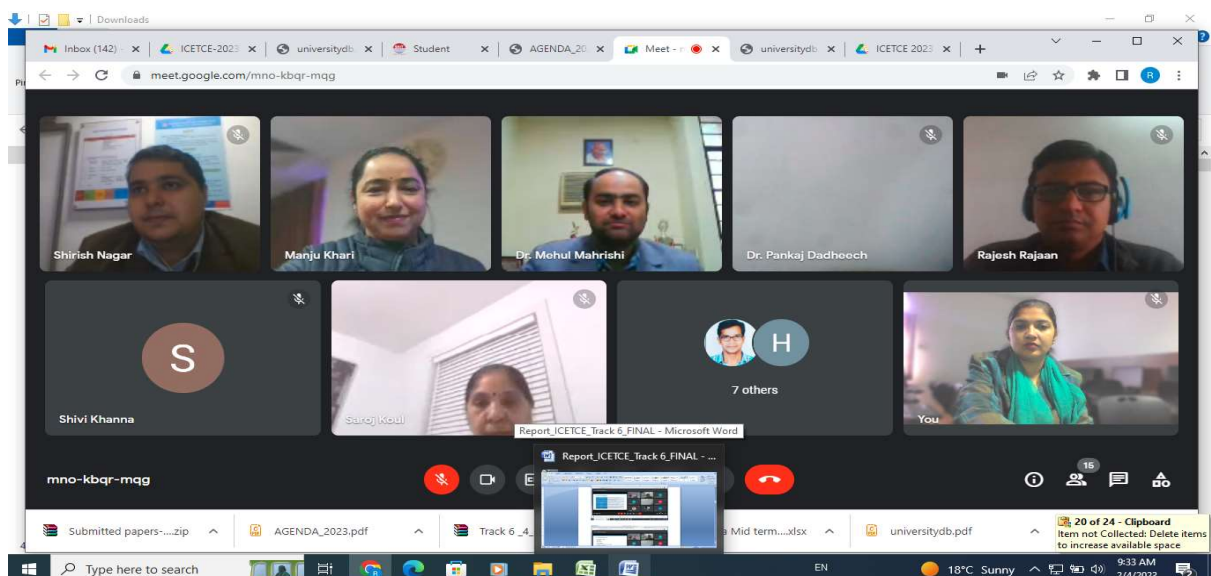 Downloads
Inbox (142)
ICETCE-2023
universitydb
Student
AGENDA_20
Meet -
universitydb
ICETCE 2023
meet.google.com/mno-kbqr-mqg
R
Shirish Nagar
Manju Khari
Dr. Mehul Mahrishi
Dr. Pankaj Dadheech
Rajesh Rajaan
S
Shivi Khanna
Saroj Koul
H
7 others
You
Report_ICETCE_Track 6_FINAL - Microsoft Word
Report_ICETCE_Track 6_FINAL - ...
mno-kbqr-mqg
15
Submitted papers-....zip
AGENDA_2023.pdf
Track 6 _4_
Mid term....xlsx
universitydb.pdf
20 of 24 - Clipboard
Item not Collected: Delete items
to increase available space
Type here to search
EN
18°C Sunny
9:33 AM
2/4/2023